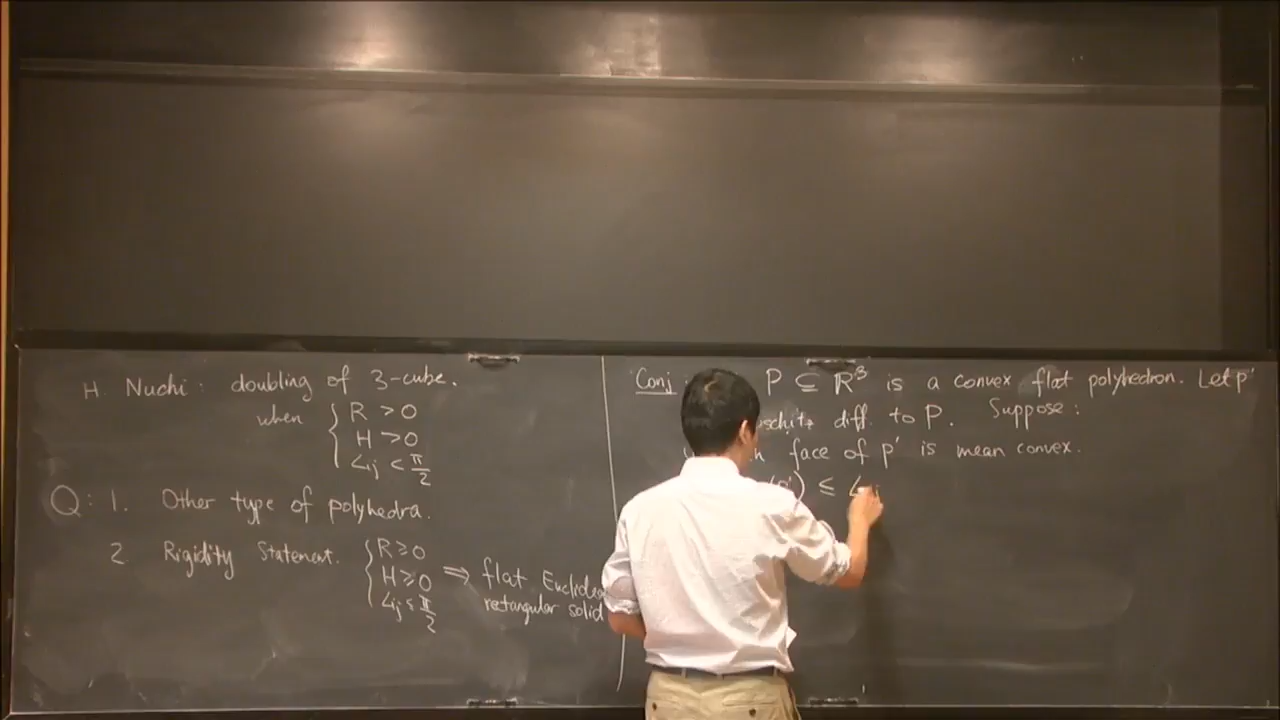 H. Nuchi: doubling of 3-cube.
when { R > 0
H > 0
∠ij < π/2
Q: 1. Other type of polyhedra.
2 Rigidity Statement. { R ≥ 0
H ≥ 0 ⇒ flat
∠ij ≤ π/2 rectangular solid
Conj P ⊆ R³ is a convex flat polyhedron. Let P'
diff. to P. Suppose:
face of P' is mean convex.
(P') ≤ ∠